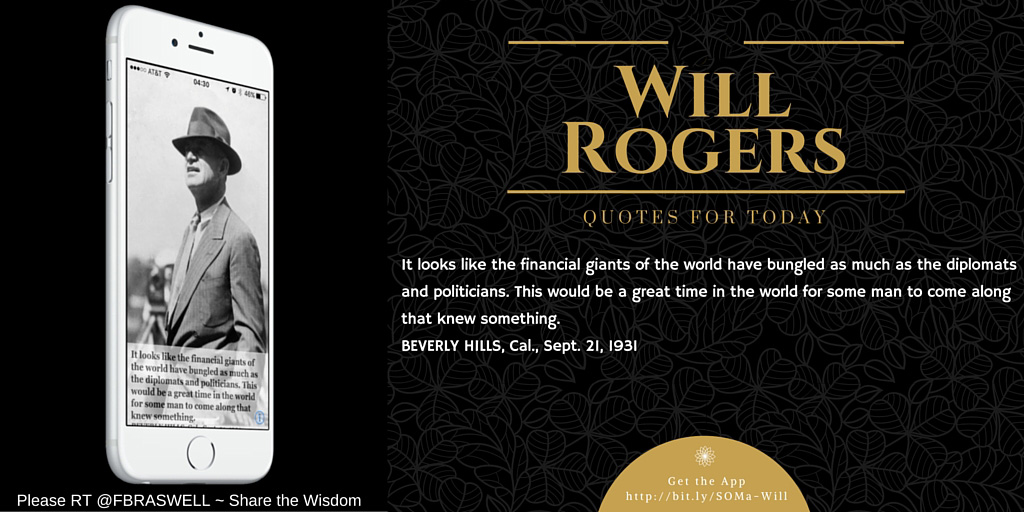 ●●●○○ AT&T
04:30
46%
It looks like the financial giants of
the world have bungled as much as
the diplomats and politicians. This
would be a great time in the world
for some man to come along that
knew something.
Please RT @FBRASWELL ~ Share the Wisdom
WILL
ROGERS
QUOTES FOR TODAY
It looks like the financial giants of the world have bungled as much as the diplomats
and politicians. This would be a great time in the world for some man to come along
that knew something.
BEVERLY HILLS, Cal., Sept. 21, 1931
Get the App
http://bit.ly/SOMa-Will